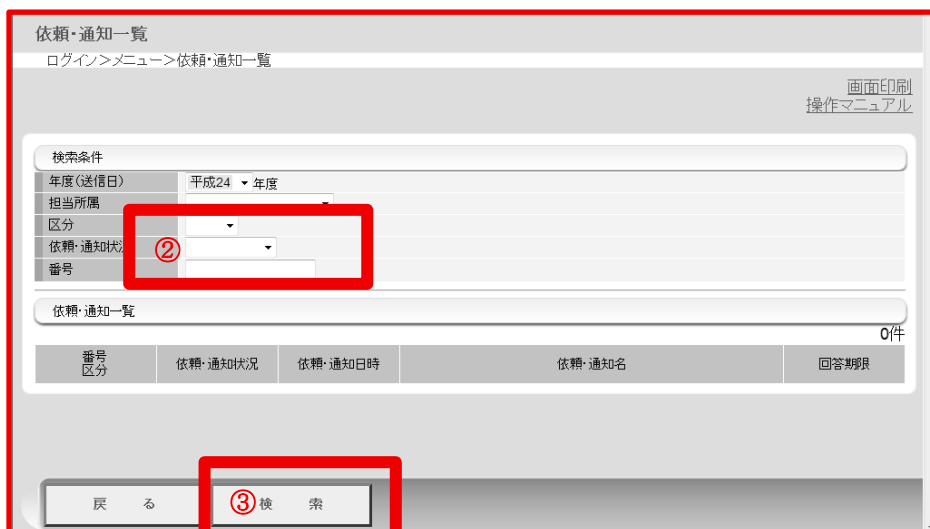 依頼・通知一覧
ログイン＞メニュー＞依頼・通知一覧
画面印刷
操作マニュアル
検索条件
年度(送信日) 平成24 年度
担当所属
区分
依頼・通知状況 ②
番号
依頼・通知一覧
0件
番号 依頼・通知状況 依頼・通知日時 依頼・通知名 回答期限
区分
戻 る ③ 検 索